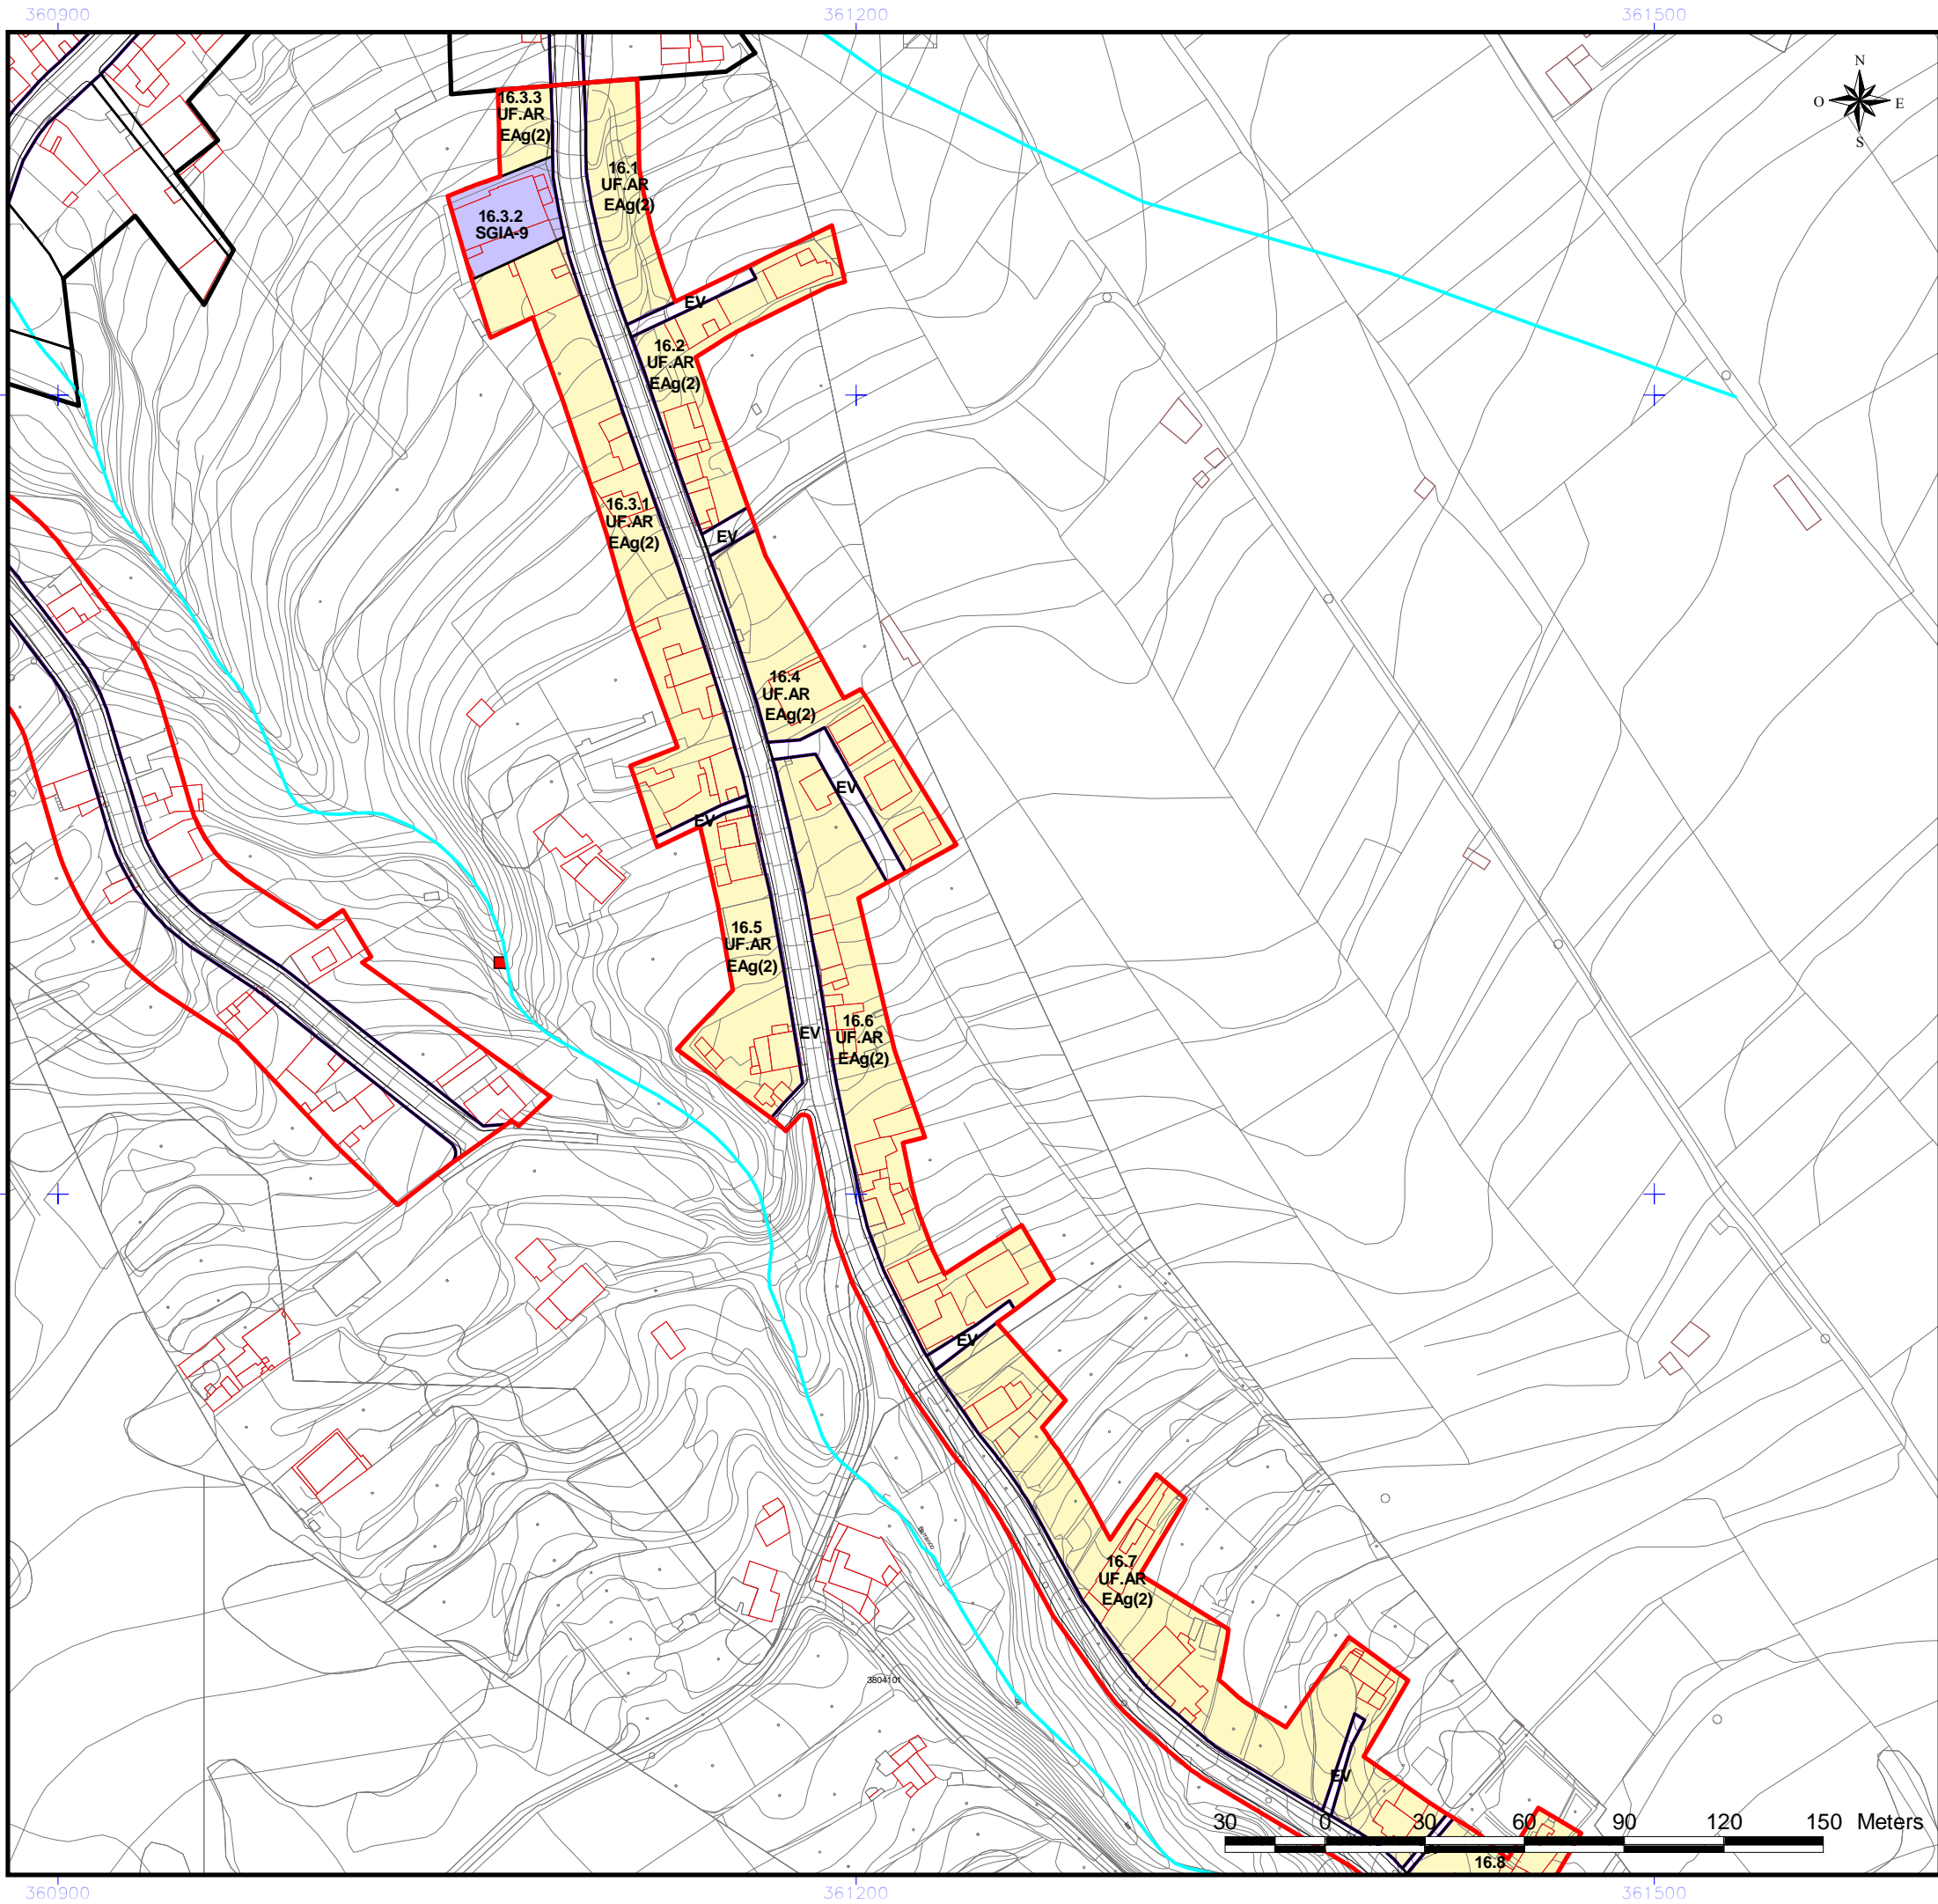 360900
361200
361500
N
O
E
S
16.3.3
UF.AR
EAg(2)
16.1
UF.AR
EAg(2)
16.3.2
SGIA-9
EV
16.2
UF.AR
EAg(2)
16.3.1
UF.AR
EAg(2)
EV
16.4
UF.AR
EAg(2)
EV
EV
16.5
UF.AR
EAg(2)
EV
16.6
UF.AR
EAg(2)
EV
Barranco
16.7
UF.AR
EAg(2)
3804101
EV
30 0 30 60 90 120 150 Meters
16.8
360900
361200
361500